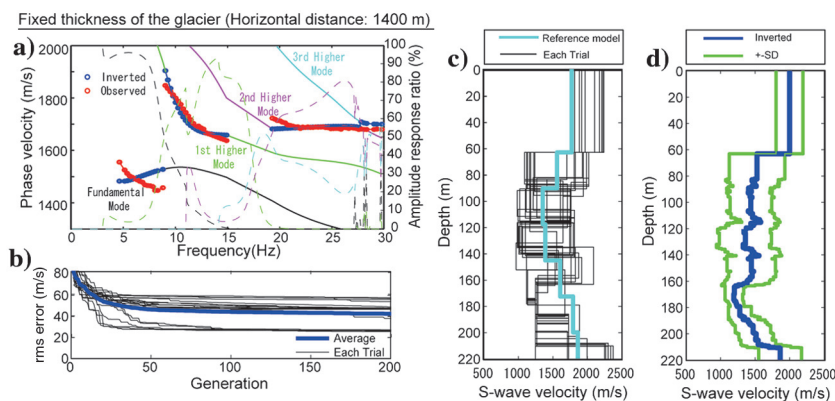 Fixed thickness of the glacier (Horizontal distance: 1400 m)
a)
2000
1800
1600
1400
Phase velocity (m/s)
Inverted
Observed
Fundamental
Mode
1st Higher
Mode
2nd Higher
Mode
3rd Higher
Mode
100
90
80
70
60
50
40
30
20
10
0
Amplitude response ratio (%)
0 5 10 15 20 25 30
Frequency(Hz)
b)
80
60
40
20
0
rms error (m/s)
Average
Each Trial
0 50 100 150 200
Generation
c)
Reference model
Each Trial
0
20
40
60
80
100
120
140
160
180
200
220
Depth (m)
500 1000 1500 2000 2500
S-wave velocity (m/s)
d)
Inverted
+-SD
0
20
40
60
80
100
120
140
160
180
200
220
Depth (m)
500 1000 1500 2000 2500
S-wave velocity (m/s)